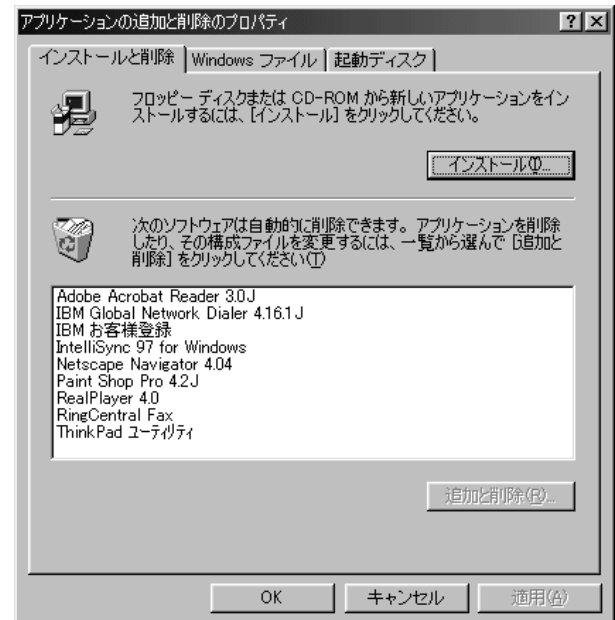 アプリケーションの追加と削除のプロパティ
インストールと削除 Windows ファイル 起動ディスク
フロッピー ディスクまたは CD-ROM から新しいアプリケーションをイン
ストールするには、[インストール] をクリックしてください。
インストール(I)...
次のソフトウェアは自動的に削除できます。アプリケーションを削除
したり、その構成ファイルを変更するには、一覧から選んで [追加と
削除] をクリックしてください(T)
Adobe Acrobat Reader 3.0J
IBM Global Network Dialer 4.16.1J
IBM お客様登録
IntelliSync 97 for Windows
Netscape Navigator 4.04
Paint Shop Pro 4.2J
RealPlayer 4.0
RingCentral Fax
ThinkPad ユーティリティ
追加と削除(R)...
OK キャンセル 適用(A)